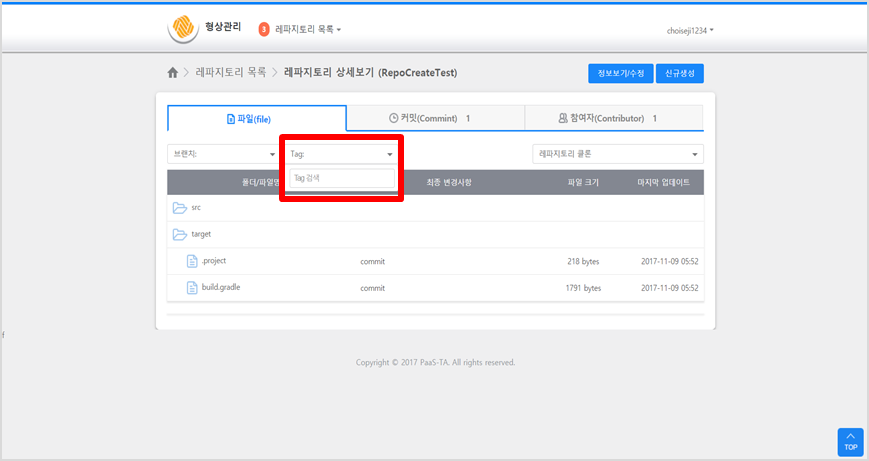 형상관리
3 레파지토리 목록
choiseji1234
레파지토리 목록 레파지토리 상세보기 (RepoCreateTest)
정보보기/수정 신규생성
파일(file) 커밋(Commint) 1 참여자(Contributor) 1
브랜치: Tag: 레파지토리 클론
Tag 검색
폴더/파일명 최종 변경사항 파일 크기 마지막 업데이트
src
target
.project commit 218 bytes 2017-11-09 05:52
build.gradle commit 1791 bytes 2017-11-09 05:52
f
Copyright © 2017 PaaS-TA. All rights reserved.
TOP